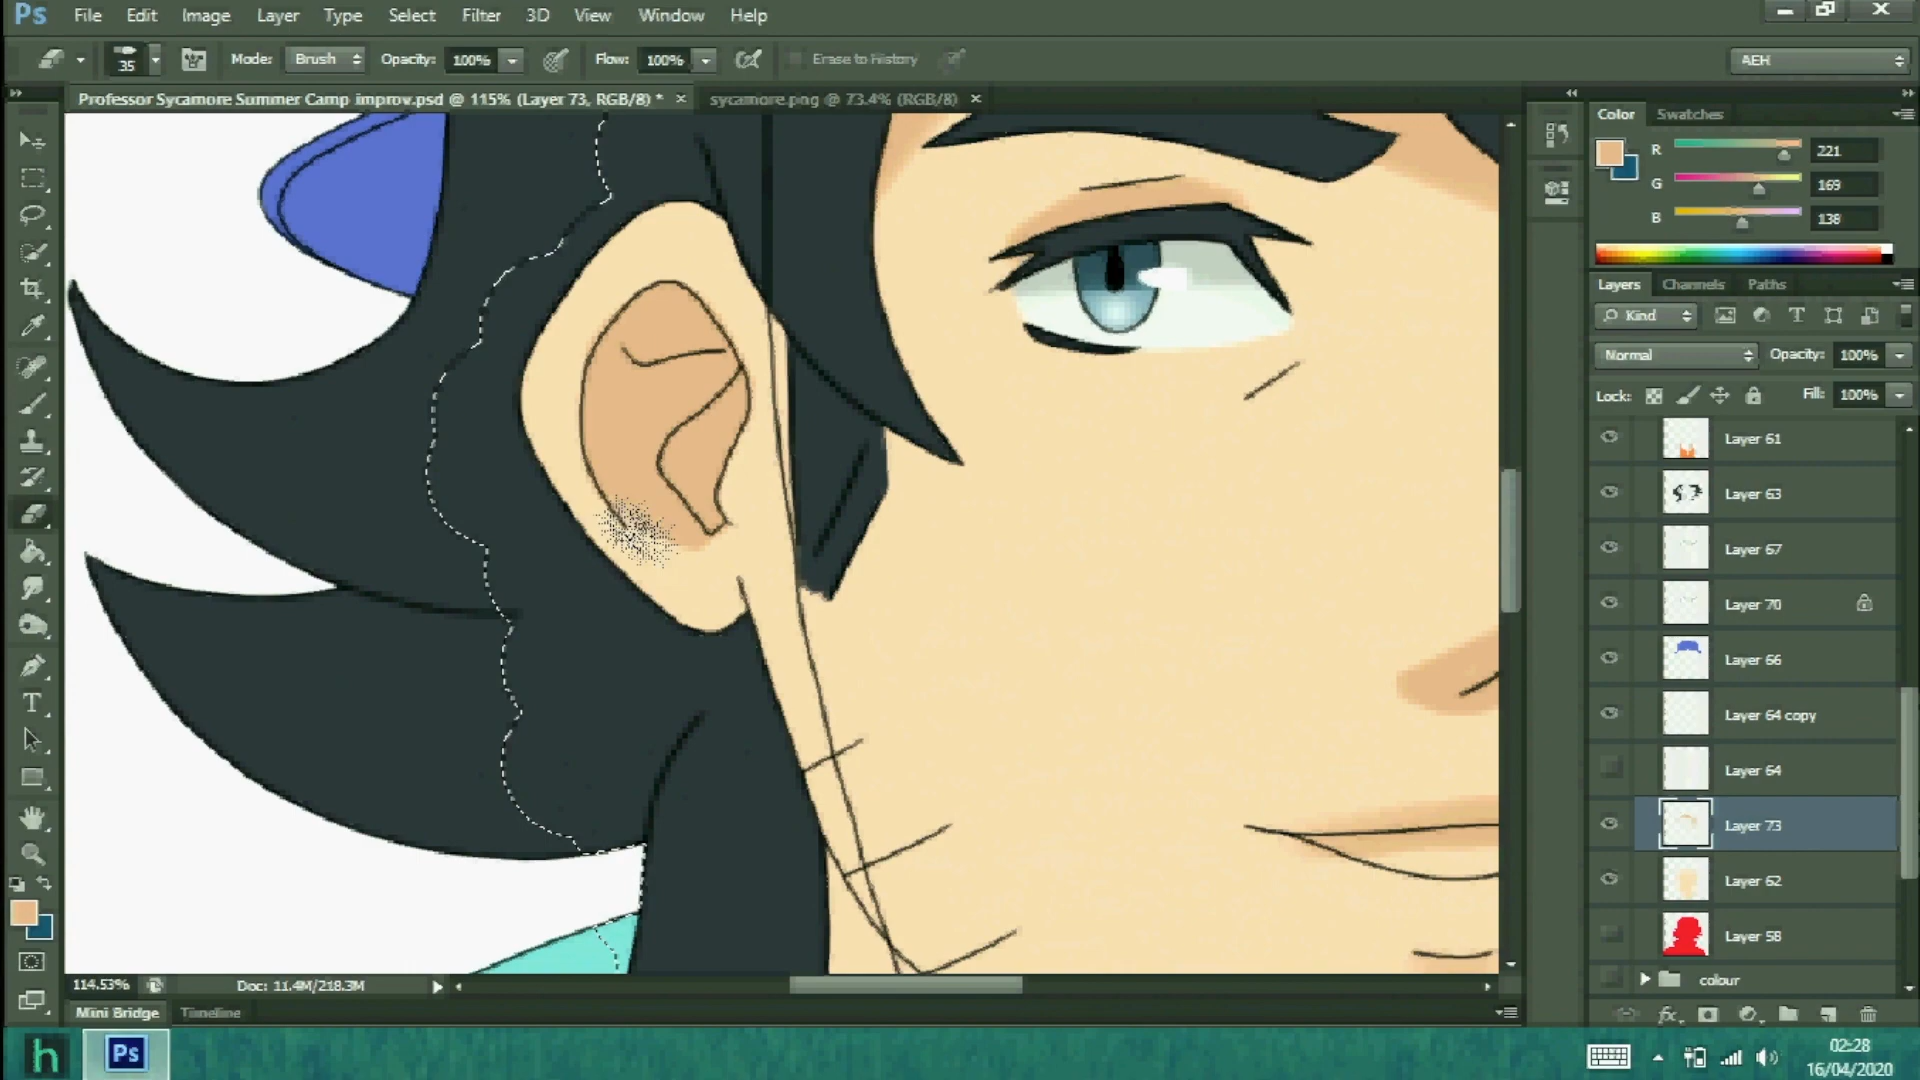 Ps File Edit Image Layer Type Select Filter 3D View Window Help
35 Mode: Brush Opacity: 100% Flow: 100% Erase to History AEH
Professor Sycamore Summer Camp improv.psd @ 115% (Layer 73, RGB/8) * × sycamore.png @ 73.4% (RGB/8) ×
Color Swatches
R 221
G 169
B 138
Layers Channels Paths
Kind
Normal Opacity: 100%
Lock: Fill: 100%
Layer 61
Layer 63
Layer 67
Layer 70
Layer 66
Layer 64 copy
Layer 64
Layer 73
Layer 62
Layer 58
colour
fx
T
114.53% Doc: 11.4M/218.3M
Mini Bridge Timeline
h Ps
02:28
16/04/2020